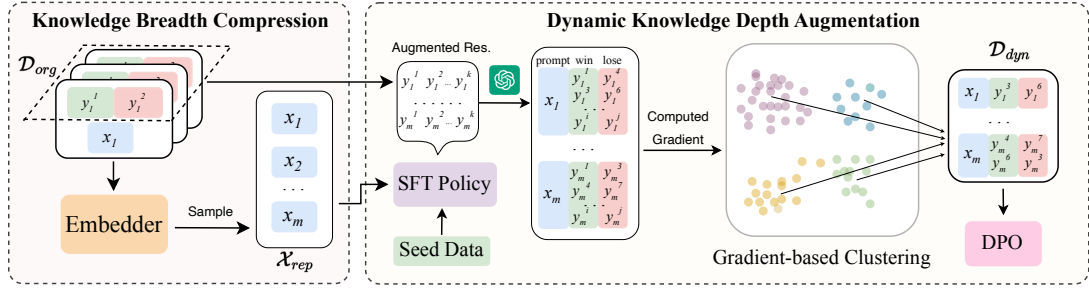 Knowledge Breadth Compression
D_org
y_1^1 y_1^2
x_1
Embedder
Sample
x_1
x_2
...
x_m
X_rep
Dynamic Knowledge Depth Augmentation
Augmented Res.
y_1^1 y_1^2 ... y_1^k
. . . . . .
y_m^1 y_m^2 ... y_m^k
SFT Policy
Seed Data
prompt win lose
x_1
y_1^1 y_1^4
y_1^3 y_1^6
. . .
y_1^i y_1^j
. . .
x_m
y_m^1 y_m^3
y_m^4 y_m^7
. . .
y_m^i y_m^j
Computed
Gradient
Gradient-based Clustering
D_dyn
x_1 y_1^3 y_1^6
. . .
x_m
y_m^4 y_m^7
y_m^6 y_m^3
DPO